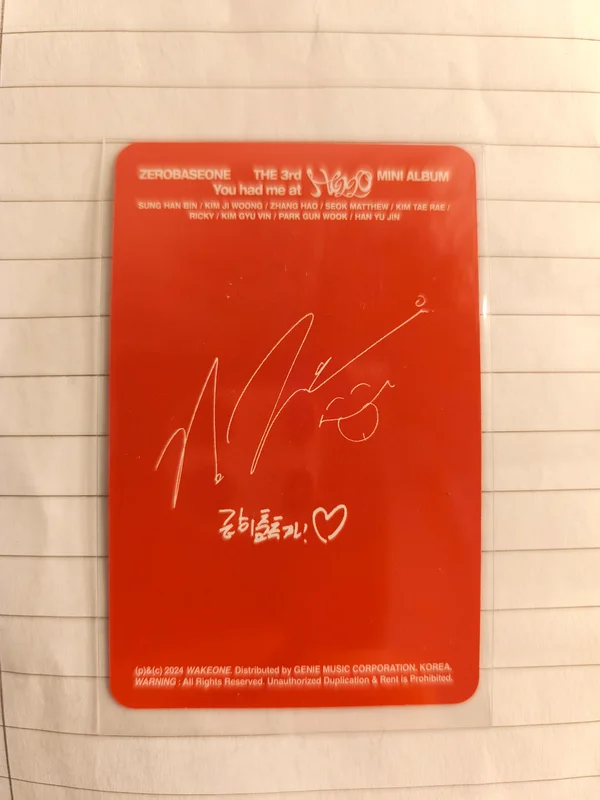 ZEROBASEONE THE 3rd MINI ALBUM
You had me at HELLO
SUNG HAN BIN / KIM JI WOONG / ZHANG HAO / SEOK MATTHEW / KIM TAE RAE /
RICKY / KIM GYU VIN / PARK GUN WOOK / HAN YU JIN
(p)&(c) 2024 WAKEONE. Distributed by GENIE MUSIC CORPORATION. KOREA.
WARNING : All Rights Reserved. Unauthorized Duplication & Rent is Prohibited.